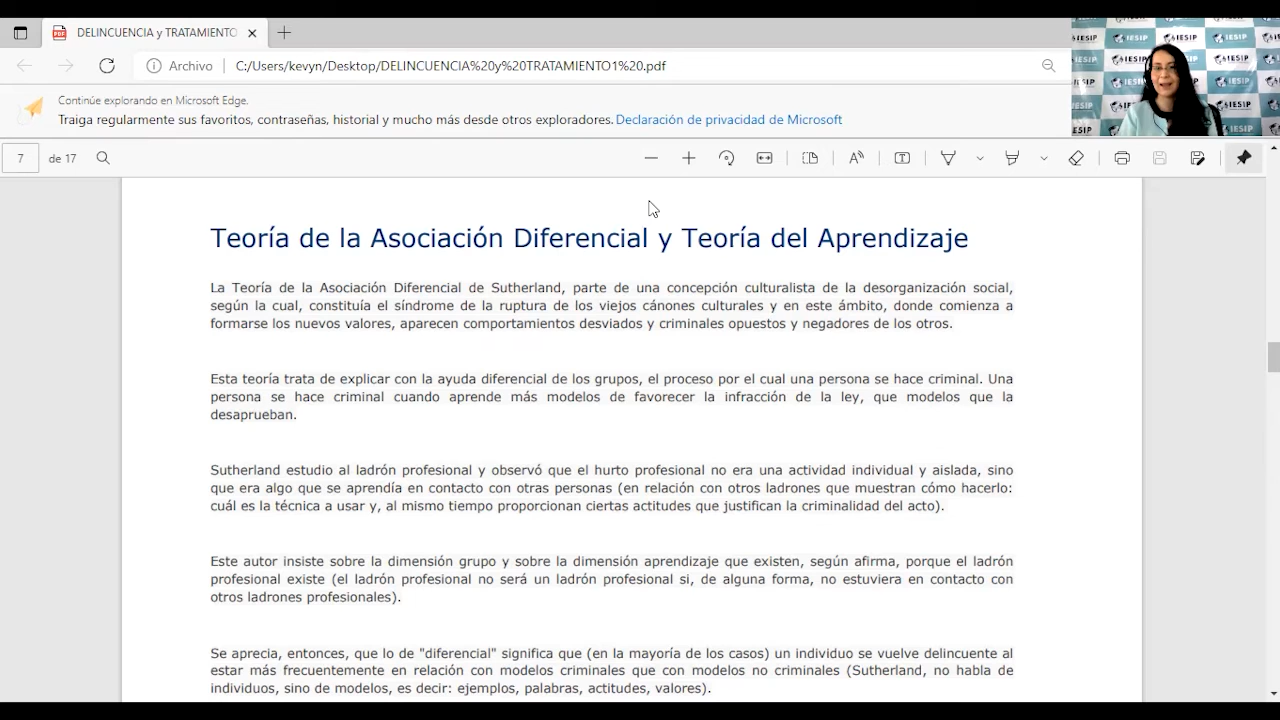 DELINCUENCIA y TRATAMIENTO
Archivo
C:/Users/kevyn/Desktop/DELINCUENCIA%20y%20TRATAMIENTO1%20.pdf
Continúe explorando en Microsoft Edge.
Traiga regularmente sus favoritos, contraseñas, historial y mucho más desde otros exploradores. Declaración de privacidad de Microsoft
7 de 17
IESIP
Teoría de la Asociación Diferencial y Teoría del Aprendizaje
La Teoría de la Asociación Diferencial de Sutherland, parte de una concepción culturalista de la desorganización social,
según la cual, constituía el síndrome de la ruptura de los viejos cánones culturales y en este ámbito, donde comienza a
formarse los nuevos valores, aparecen comportamientos desviados y criminales opuestos y negadores de los otros.
Esta teoría trata de explicar con la ayuda diferencial de los grupos, el proceso por el cual una persona se hace criminal. Una
persona se hace criminal cuando aprende más modelos de favorecer la infracción de la ley, que modelos que la
desaprueban.
Sutherland estudio al ladrón profesional y observó que el hurto profesional no era una actividad individual y aislada, sino
que era algo que se aprendía en contacto con otras personas (en relación con otros ladrones que muestran cómo hacerlo:
cuál es la técnica a usar y, al mismo tiempo proporcionan ciertas actitudes que justifican la criminalidad del acto).
Este autor insiste sobre la dimensión grupo y sobre la dimensión aprendizaje que existen, según afirma, porque el ladrón
profesional existe (el ladrón profesional no será un ladrón profesional si, de alguna forma, no estuviera en contacto con
otros ladrones profesionales).
Se aprecia, entonces, que lo de "diferencial" significa que (en la mayoría de los casos) un individuo se vuelve delincuente al
estar más frecuentemente en relación con modelos criminales que con modelos no criminales (Sutherland, no habla de
individuos, sino de modelos, es decir: ejemplos, palabras, actitudes, valores).